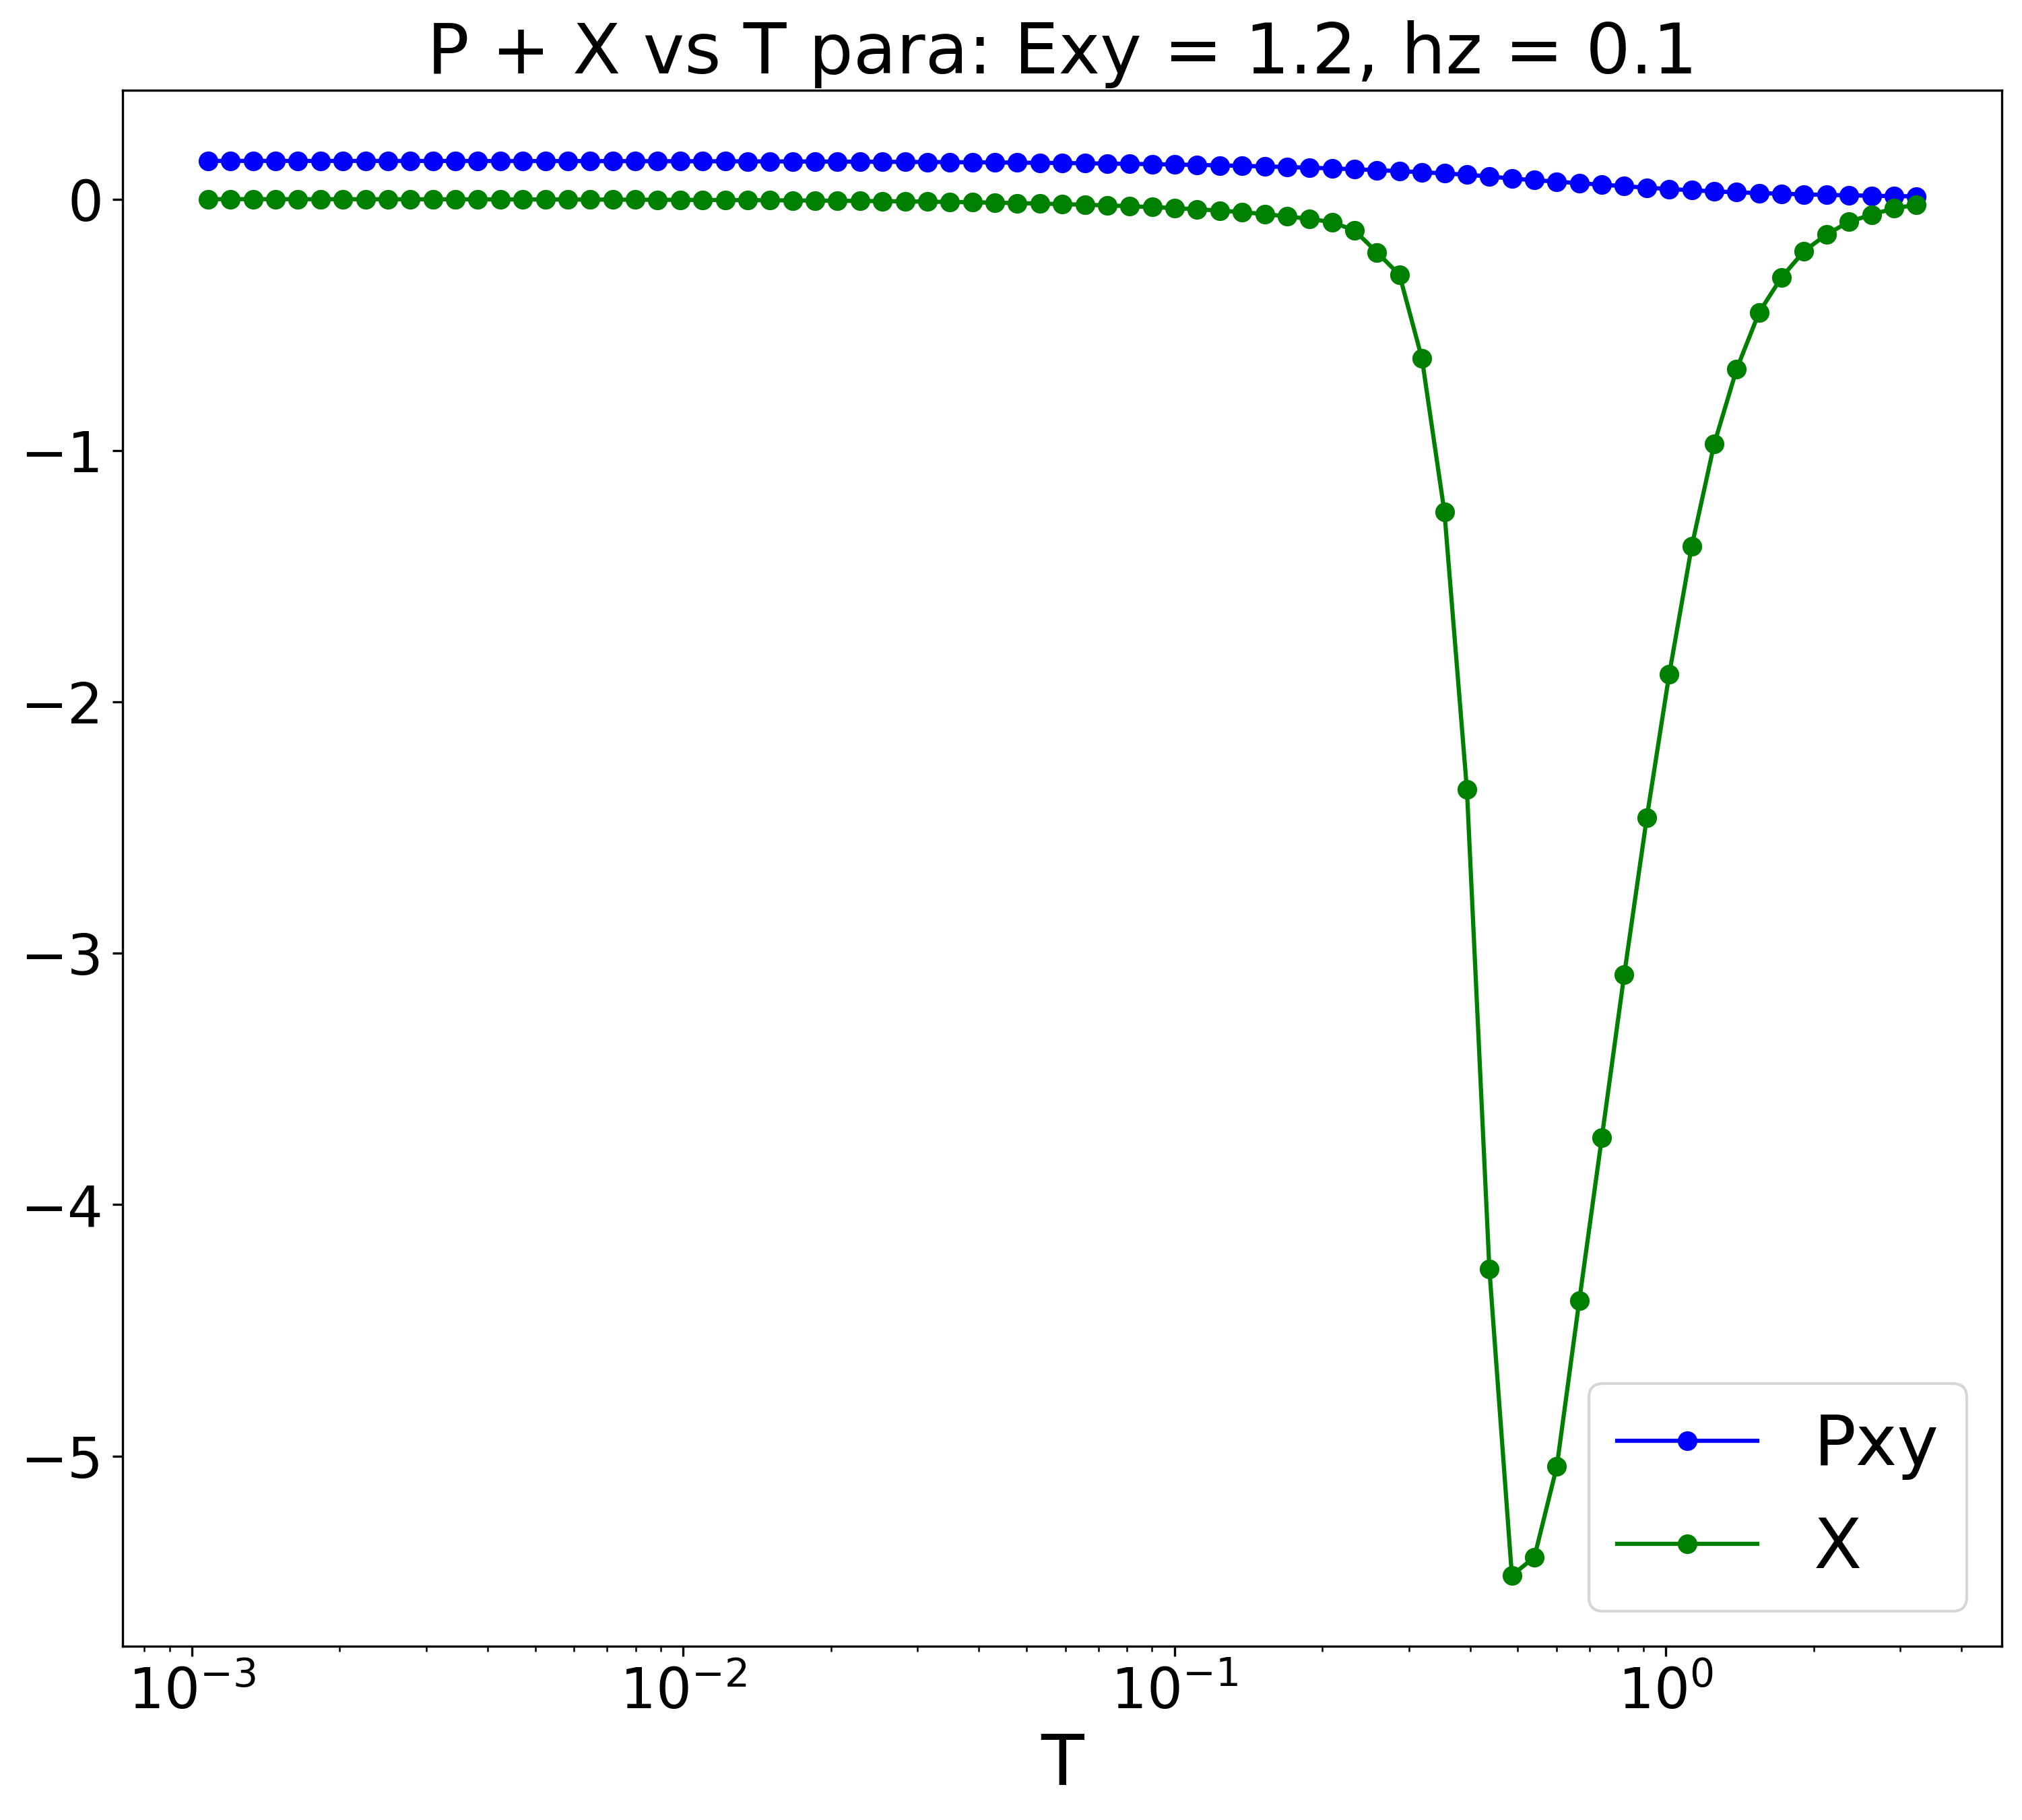 P + X vs T para: Exy = 1.2, hz = 0.1
0
−1
−2
−3
−4
−5
Pxy
X
10⁻³ 10⁻² 10⁻¹ 10⁰
T